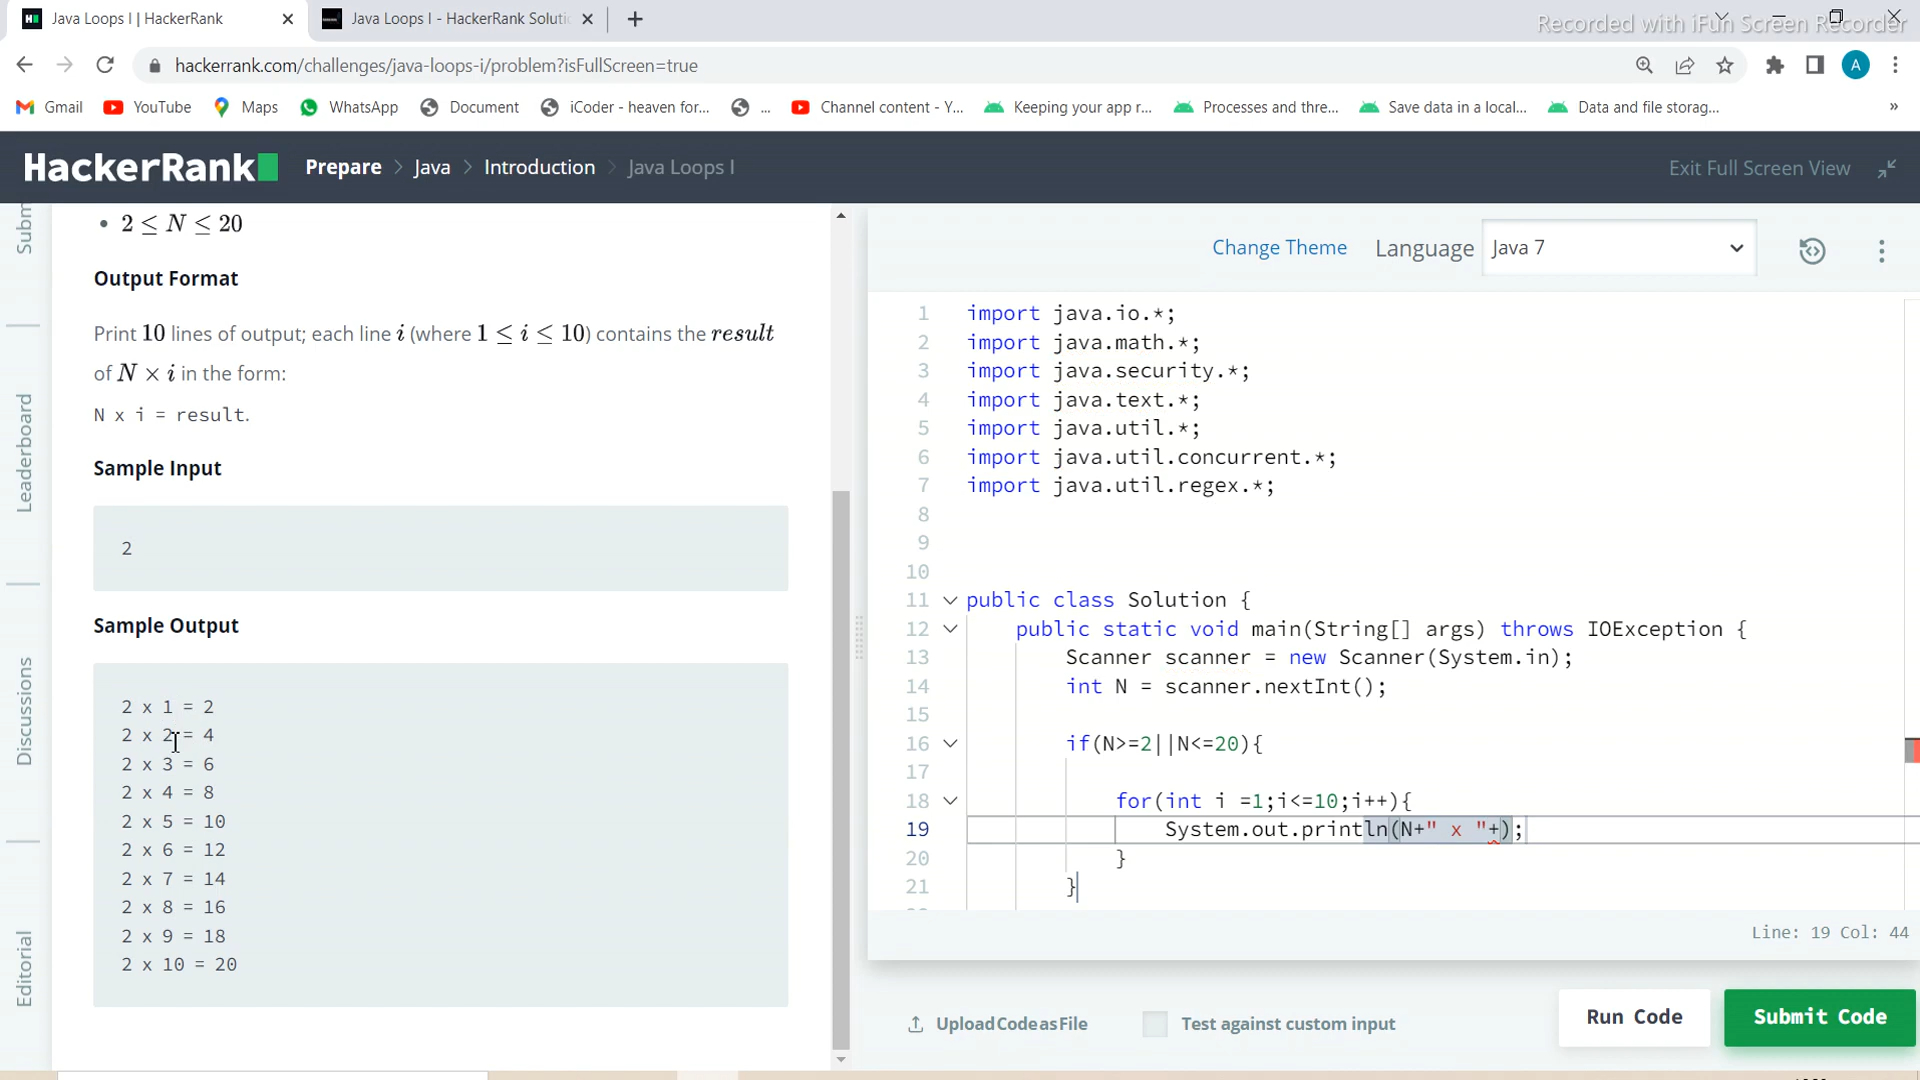 Java Loops I | HackerRank
Java Loops I - HackerRank Soluti
Recorded with iFun Screen Recorder
hackerrank.com/challenges/java-loops-i/problem?isFullScreen=true
A
Gmail
YouTube
Maps
WhatsApp
Document
iCoder - heaven for...
...
Channel content - Y...
Keeping your app r...
Processes and thre...
Save data in a local...
Data and file storag...
»
HackerRank
Prepare > Java > Introduction > Java Loops I
Exit Full Screen View
Subm
Leaderboard
Discussions
Editorial
• 2 ≤ N ≤ 20
Output Format
Print 10 lines of output; each line i (where 1 ≤ i ≤ 10) contains the result
of N × i in the form:
N x i = result.
Sample Input
2
Sample Output
2 x 1 = 2
2 x 2 = 4
2 x 3 = 6
2 x 4 = 8
2 x 5 = 10
2 x 6 = 12
2 x 7 = 14
2 x 8 = 16
2 x 9 = 18
2 x 10 = 20
Change Theme
Language
Java 7
1 import java.io.*;
2 import java.math.*;
3 import java.security.*;
4 import java.text.*;
5 import java.util.*;
6 import java.util.concurrent.*;
7 import java.util.regex.*;
8
9
10
11 public class Solution {
12 public static void main(String[] args) throws IOException {
13 Scanner scanner = new Scanner(System.in);
14 int N = scanner.nextInt();
15
16 if(N>=2||N<=20){
17
18 for(int i =1;i<=10;i++){
19 System.out.println(N+" x "+);
20 }
21 }
Line: 19 Col: 44
Upload Code as File
Test against custom input
Run Code
Submit Code